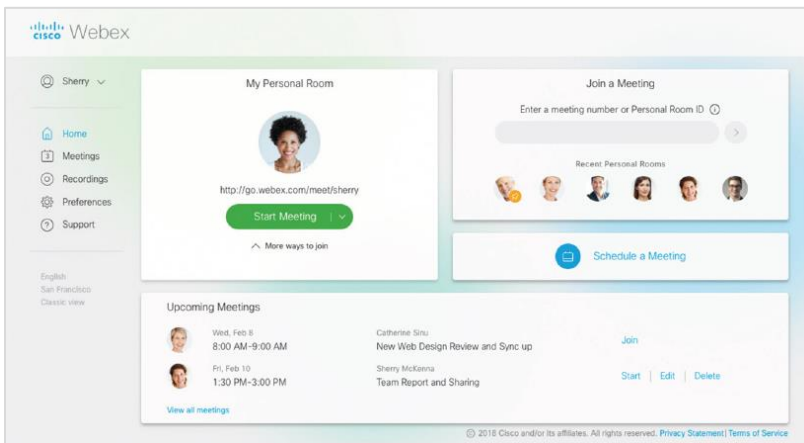 cisco Webex
Sherry
Home
3 Meetings
Recordings
Preferences
Support
English
San Francisco
Classic view
My Personal Room
http://go.webex.com/meet/sherry
Start Meeting
More ways to join
Join a Meeting
Enter a meeting number or Personal Room ID
Recent Personal Rooms
Schedule a Meeting
Upcoming Meetings
Wed, Feb 8 Catherine Sinu
8:00 AM-9:00 AM New Web Design Review and Sync up Join
Fri, Feb 10 Sherry McKenna
1:30 PM-3:00 PM Team Report and Sharing Start | Edit | Delete
View all meetings
© 2018 Cisco and/or its affiliates. All rights reserved. Privacy Statement | Terms of Service